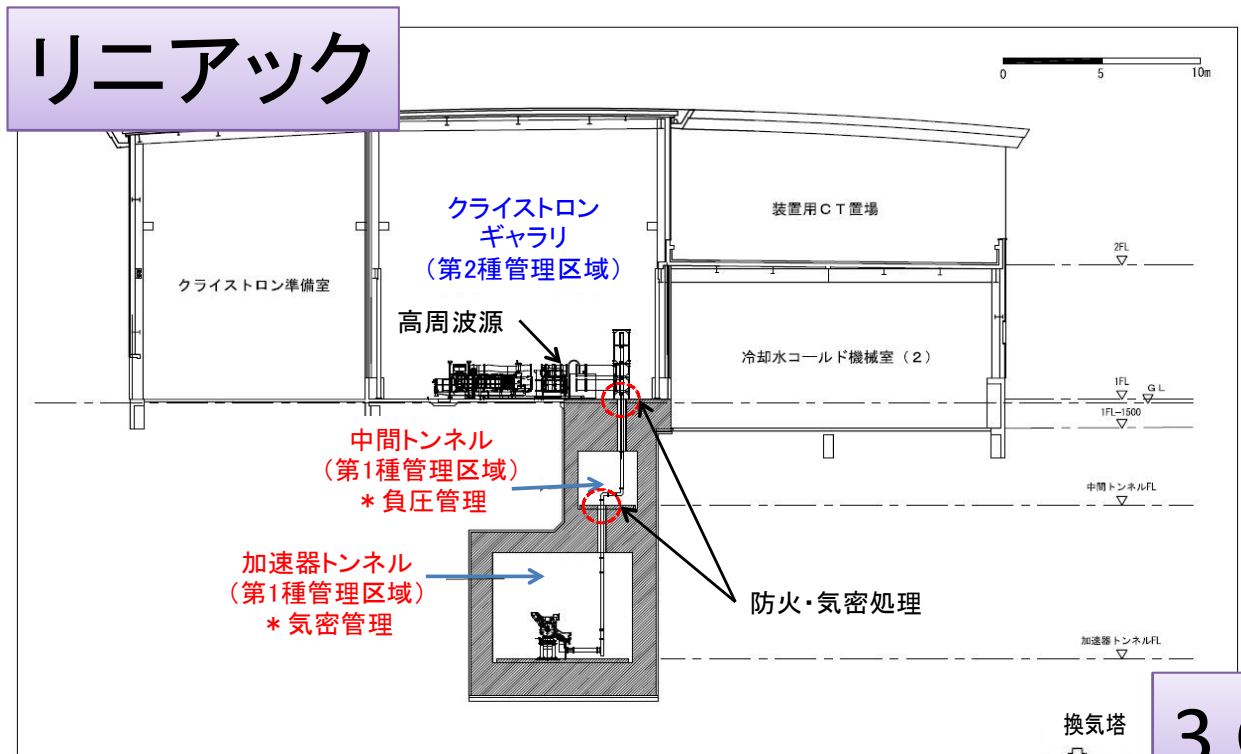 リニアック
0 5 10m
クライストロン
ギャラリ
（第2種管理区域）
装置用ＣＴ置場
2FL
クライストロン準備室
高周波源
冷却水コールド機械室（２）
1FL GL
1FL-1500
中間トンネル
（第1種管理区域）
＊負圧管理
中間トンネルFL
加速器トンネル
（第1種管理区域）
＊気密管理
防火・気密処理
加速器トンネルFL
換気塔
3